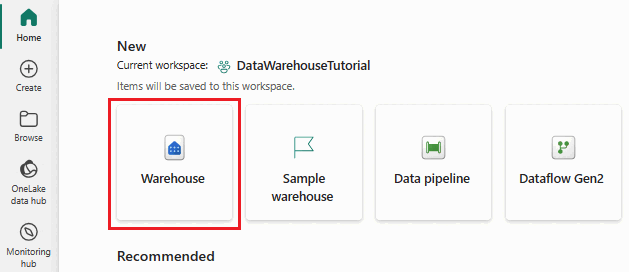 Home
Create
Browse
OneLake
data hub
Monitoring
hub
New
Current workspace: DataWarehouseTutorial
Items will be saved to this workspace.
Warehouse
Sample
warehouse
Data pipeline
Dataflow Gen2
Recommended